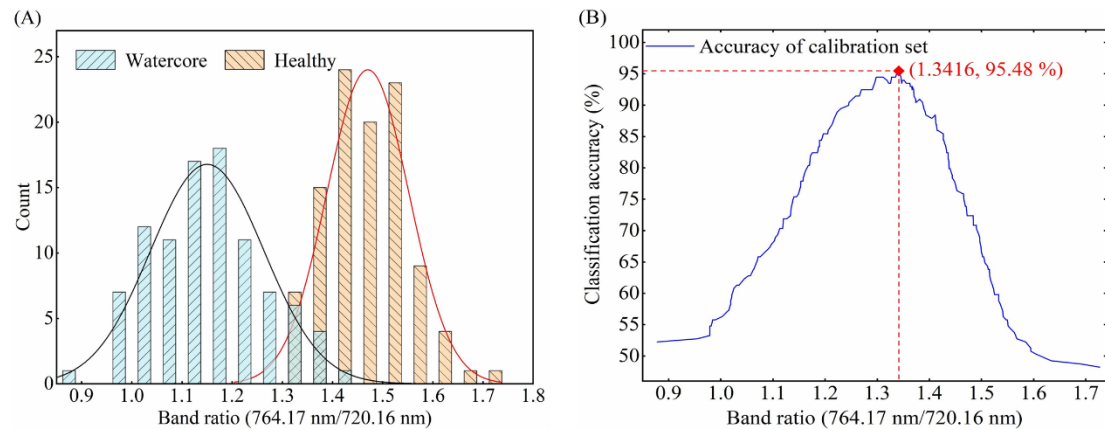 (A)
25
20
15
10
5
0
Count
Watercore
Healthy
0.9 1.0 1.1 1.2 1.3 1.4 1.5 1.6 1.7 1.8
Band ratio (764.17 nm/720.16 nm)
(B)
100
95
90
85
80
75
70
65
60
55
50
Classification accuracy (%)
Accuracy of calibration set
(1.3416, 95.48 %)
0.9 1.0 1.1 1.2 1.3 1.4 1.5 1.6 1.7
Band ratio (764.17 nm/720.16 nm)